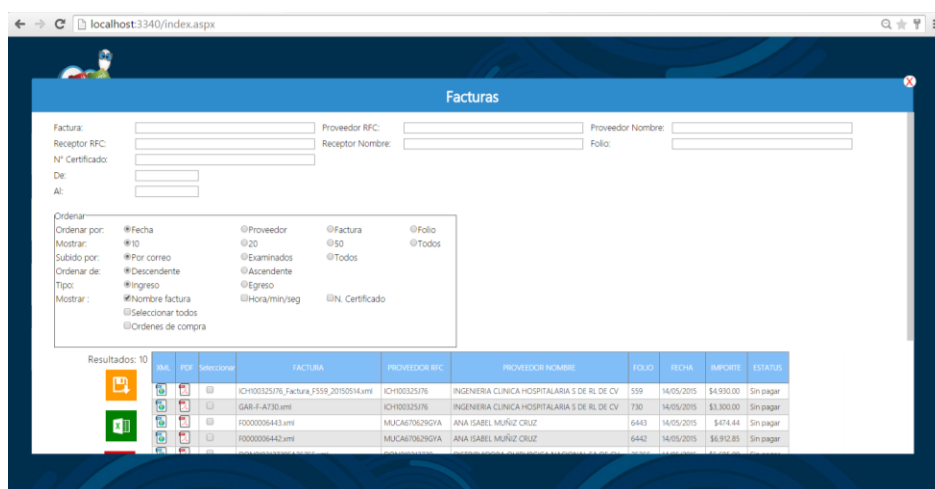 localhost:3340/index.aspx
X
Facturas
Factura: Proveedor RFC: Proveedor Nombre:
Receptor RFC: Receptor Nombre: Folio:
N° Certificado:
De:
Al:
Ordenar
Ordenar por: Fecha Proveedor Factura Folio
Mostrar: 10 20 50 Todos
Subido por: Por correo Examinados Todos
Ordenar de: Descendente Ascendente
Tipo: Ingreso Egreso
Mostrar : Nombre factura Hora/min/seg N. Certificado
Seleccionar todos
Ordenes de compra
Resultados: 10
XML PDF Seleccionar FACTURA PROVEEDOR RFC PROVEEDOR NOMBRE FOLIO FECHA IMPORTE ESTATUS
ICH100325J76_Factura_F559_20150514.xml ICH100325J76 INGENIERIA CLINICA HOSPITALARIA S DE RL DE CV 559 14/05/2015 $4,930.00 Sin pagar
GAR-F-A730.xml ICH100325J76 INGENIERIA CLINICA HOSPITALARIA S DE RL DE CV 730 14/05/2015 $3,300.00 Sin pagar
F0000006443.xml MUCA670629GYA ANA ISABEL MUÑIZ CRUZ 6443 14/05/2015 $474.44 Sin pagar
F0000006442.xml MUCA670629GYA ANA ISABEL MUÑIZ CRUZ 6442 14/05/2015 $6,912.85 Sin pagar